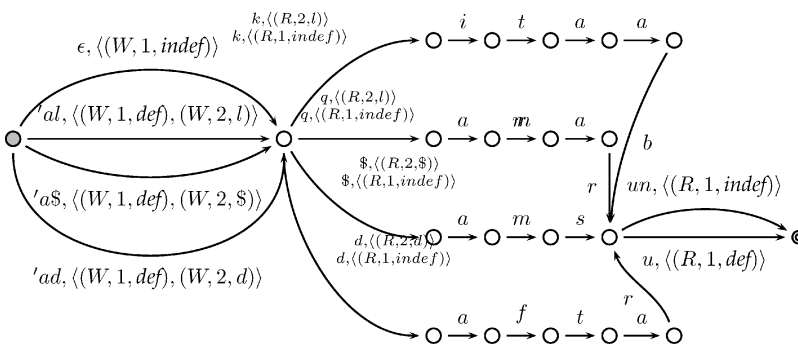 k,⟨(R,2,l)⟩
k,⟨(R,1,indef)⟩
i t a a
ϵ,⟨(W,1,indef)⟩
′al,⟨(W,1,def),(W,2,l)⟩
q,⟨(R,2,l)⟩
q,⟨(R,1,indef)⟩
a m a
b
$,⟨(R,2,$)⟩
$,⟨(R,1,indef)⟩
r
un,⟨(R,1,indef)⟩
′a$,⟨(W,1,def),(W,2,$)⟩
a m s
d,⟨(R,2,d)⟩
d,⟨(R,1,indef)⟩
u,⟨(R,1,def)⟩
′ad,⟨(W,1,def),(W,2,d)⟩
r
a f t a